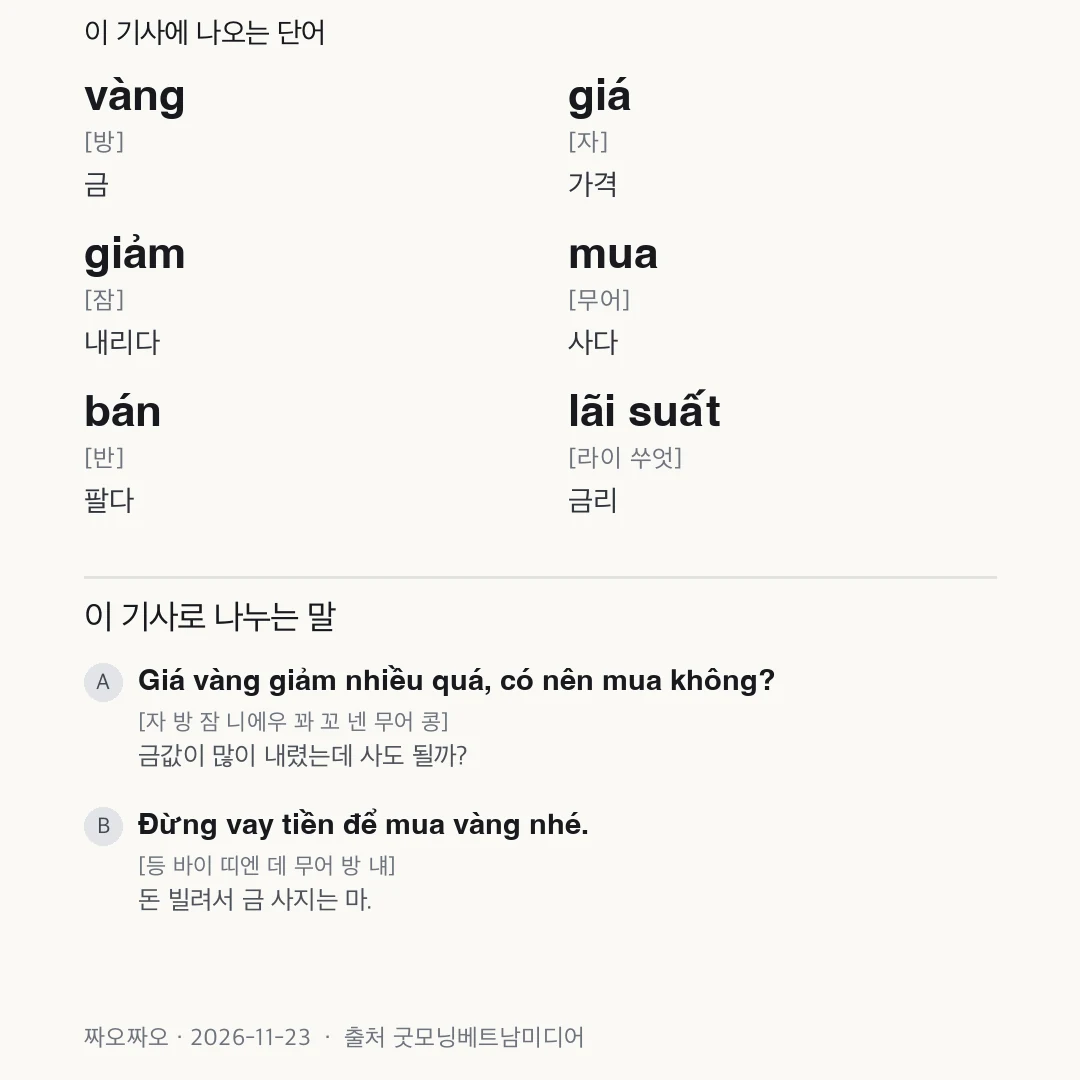 이 기사에 나오는 단어
vàng
[방]
금
giá
[자]
가격
giảm
[잠]
내리다
mua
[무어]
사다
bán
[반]
팔다
lãi suất
[라이 쑤엇]
금리
이 기사로 나누는 말
A Giá vàng giảm nhiều quá, có nên mua không?
[자 방 잠 니에우 꽈 꼬 넨 무어 콩]
금값이 많이 내렸는데 사도 될까?
B Đừng vay tiền để mua vàng nhé.
[등 바이 띠엔 데 무어 방 냬]
돈 빌려서 금 사지는 마.
짜오짜오 · 2026-11-23 · 출처 굿모닝베트남미디어